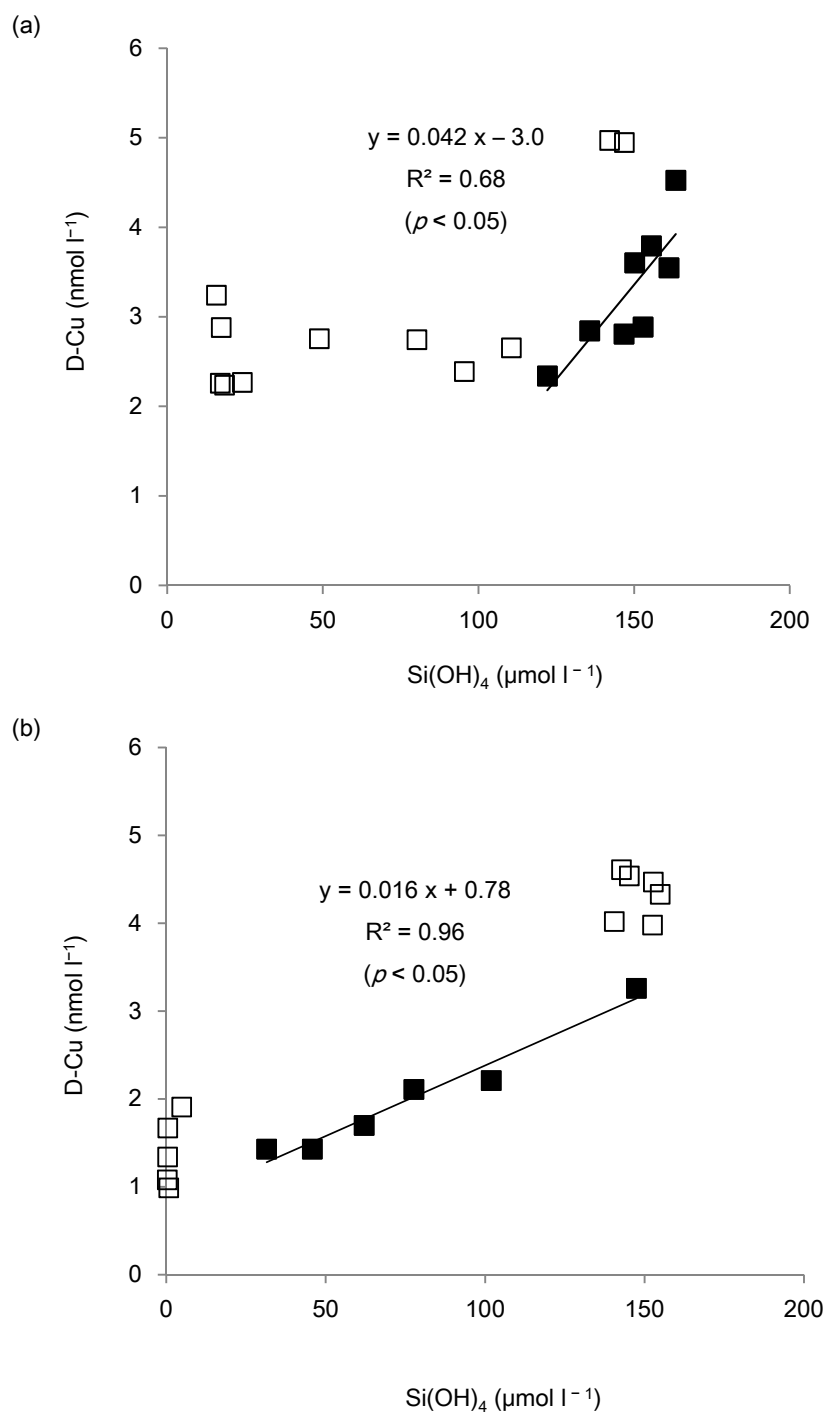 (a)
6
5
4
3
2
1
0
D-Cu (nmol l⁻¹)
y = 0.042 x – 3.0
R² = 0.68
(p < 0.05)
0 50 100 150 200
Si(OH)₄ (µmol l⁻¹)
(b)
6
5
4
3
2
1
0
D-Cu (nmol l⁻¹)
y = 0.016 x + 0.78
R² = 0.96
(p < 0.05)
0 50 100 150 200
Si(OH)₄ (µmol l⁻¹)